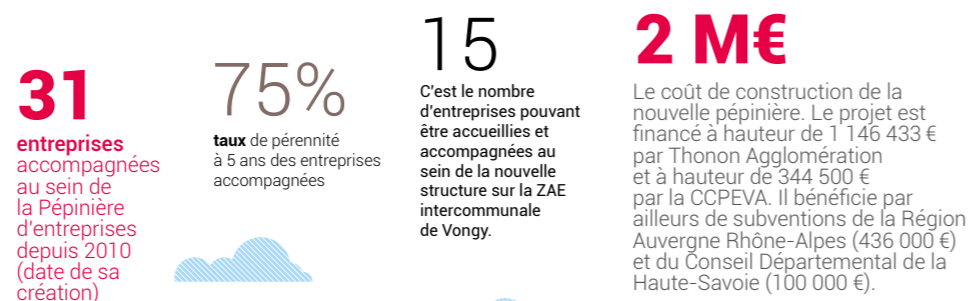 31
entreprises
accompagnées
au sein de
la Pépinière
d'entreprises
depuis 2010
(date de sa
création)
75%
taux de pérennité
à 5 ans des entreprises
accompagnées
15
C'est le nombre
d'entreprises pouvant
être accueillies et
accompagnées au
sein de la nouvelle
structure sur la ZAE
intercommunale
de Vongy.
2 M€
Le coût de construction de la
nouvelle pépinière. Le projet est
financé à hauteur de 1 146 433 €
par Thonon Agglomération
et à hauteur de 344 500 €
par la CCPEVA. Il bénéficie par
ailleurs de subventions de la Région
Auvergne Rhône-Alpes (436 000 €)
et du Conseil Départemental de la
Haute-Savoie (100 000 €).